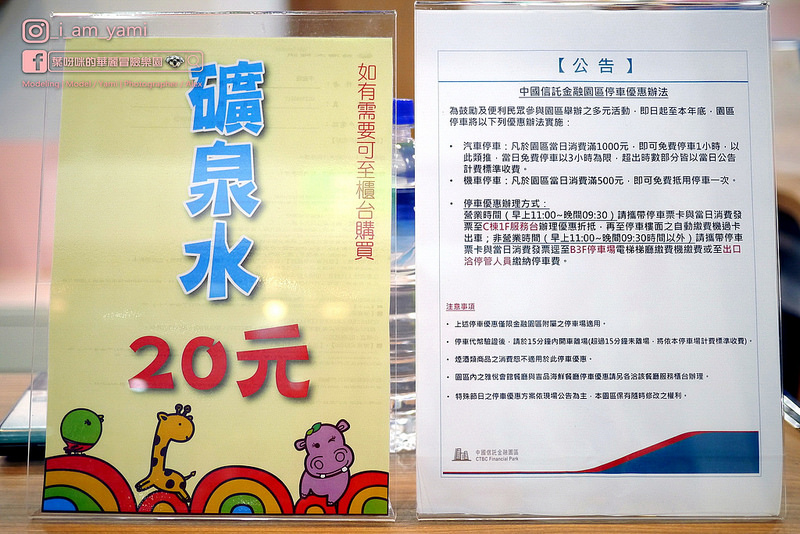 _i_am_yami
葉呀咪的華麗冒險樂園
礦泉水
20元
如有需要可至櫃台購買
【公告】
中國信託金融園區停車優惠辦法
為鼓勵及便利民眾參與園區舉辦之多元活動，即日起至本年底，園區
停車將以下列優惠辦法實施：
• 汽車停車：凡於園區當日消費滿1000元，即可免費停車1小時，以
此類推，當日免費停車以3小時為限，超出時數部分皆以當日公告
計費標準收費。
• 機車停車：凡於園區當日消費滿500元，即可免費抵用停車一次。
• 停車優惠辦理方式：
營業時間（早上11:00~晚間09:30）請攜帶停車票卡與當日消費發
票至C棟1F服務台辦理優惠折抵，再至停車樓面之自動繳費機過卡
出車；非營業時間（早上11:00~晚間09:30時間以外）請攜帶停車
票卡與當日消費發票逕至B3F停車場電梯梯廳繳費機繳費或至出口
洽停管人員繳納停車費。
注意事項
• 上述停車優惠僅限金融園區附屬之停車場適用。
• 停車代幣驗證後，請於15分鐘內開車離場(超過15分鐘未離場，將依本停車場計費標準收費)。
• 煙酒類商品之消費恕不適用於此停車優惠。
• 園區內之雅悅會館餐廳與喜品海鮮餐廳停車優惠請另各洽該餐廳服務櫃台辦理。
• 特殊節日之停車優惠方案依現場公告為主，本園區保有隨時修改之權利。
中國信託金融園區
CTBC Financial Park